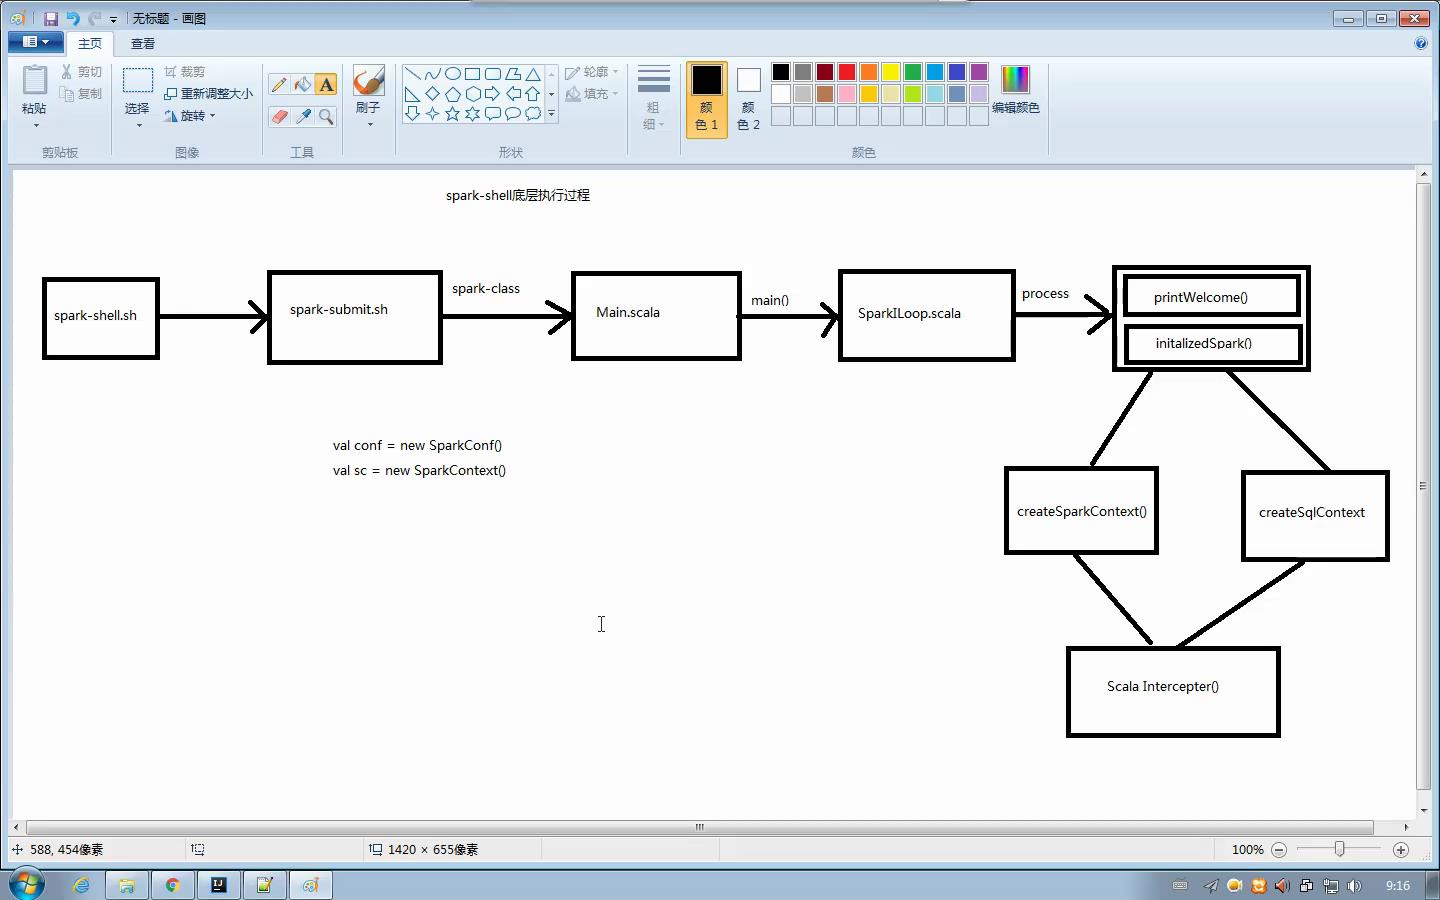 无标题 - 画图
主页
查看
粘贴
剪切
复制
剪贴板
选择
裁剪
重新调整大小
旋转
图像
A
工具
刷子
轮廓
填充
形状
粗
细
颜
色 1
颜
色 2
编辑颜色
颜色
spark-shell底层执行过程
spark-shell.sh
spark-submit.sh
spark-class
Main.scala
main()
SparkILoop.scala
process
printWelcome()
initalizedSpark()
val conf = new SparkConf()
val sc = new SparkContext()
createSparkContext()
createSqlContext
Scala Intercepter()
588, 454像素
1420 × 655像素
100%
9:16